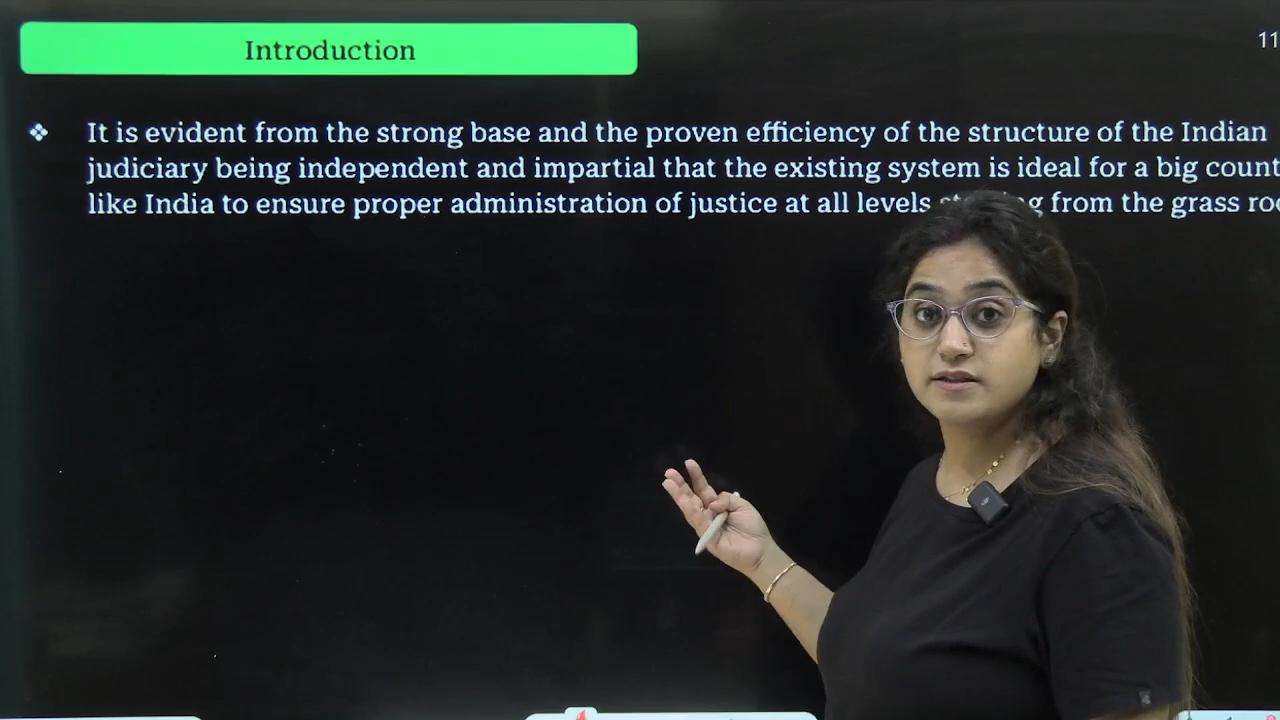 Introduction
11
It is evident from the strong base and the proven efficiency of the structure of the Indian
judiciary being independent and impartial that the existing system is ideal for a big count
like India to ensure proper administration of justice at all levels from the grass roo